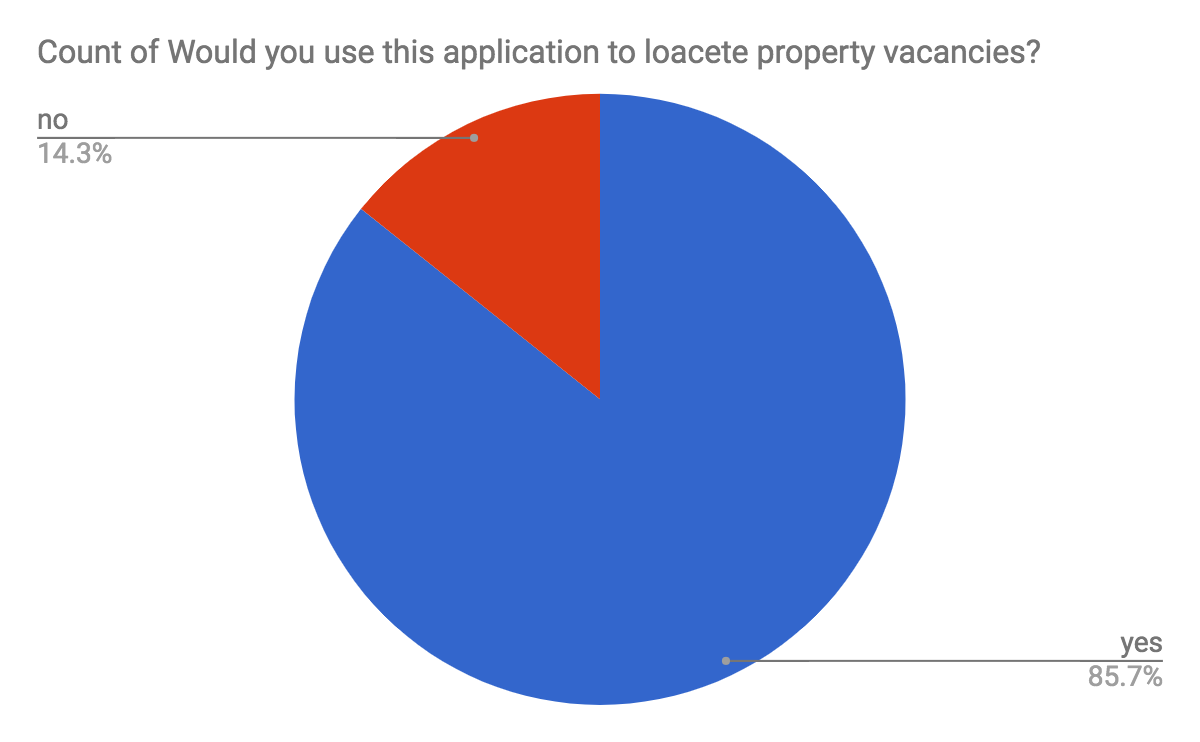 Count of Would you use this application to loacete property vacancies?
no
14.3%
yes
85.7%